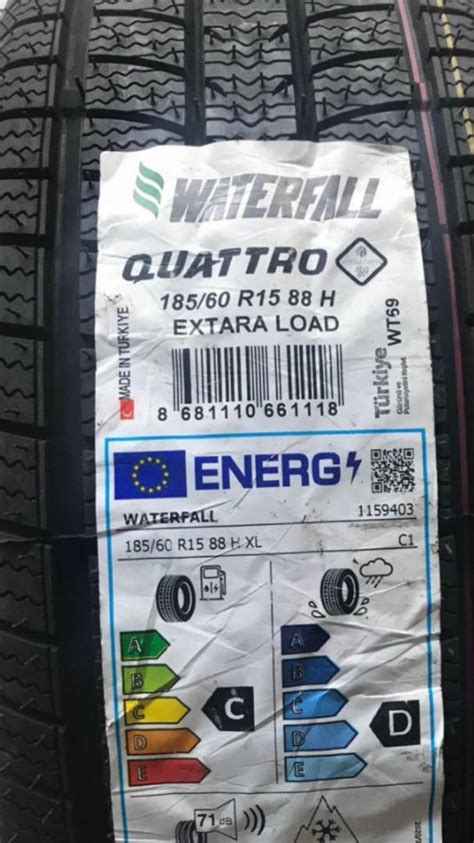 WATERFALL
QUATTRO
185/60 R15 88 H
EXTARA LOAD
MADE IN TURKIYE
8 681110 661118
Türkiye
WT69
ENERG
WATERFALL 1159403
185/60 R15 88 H XL C1
A A
B B
C C C
D D D
E E
71 dB